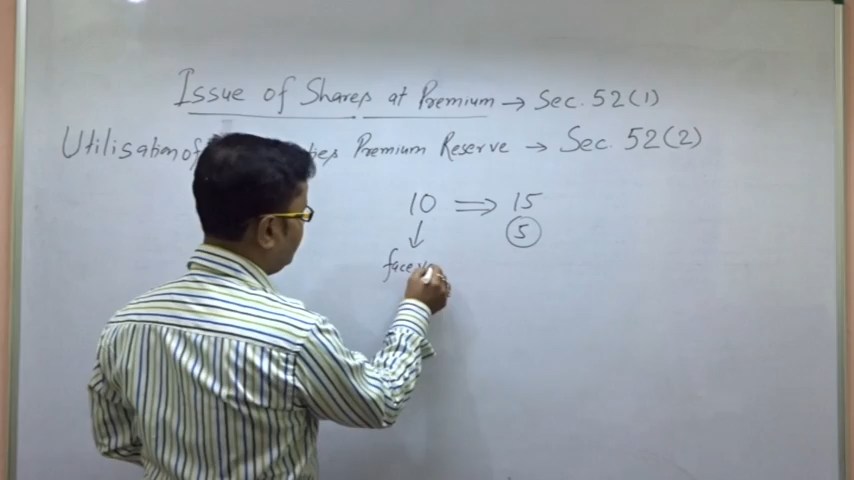 Issue of Shares at Premium → Sec. 52(1)
Utilisation of Premium Reserve → Sec. 52(2)
10 ⇒ 15
↓ 5
face